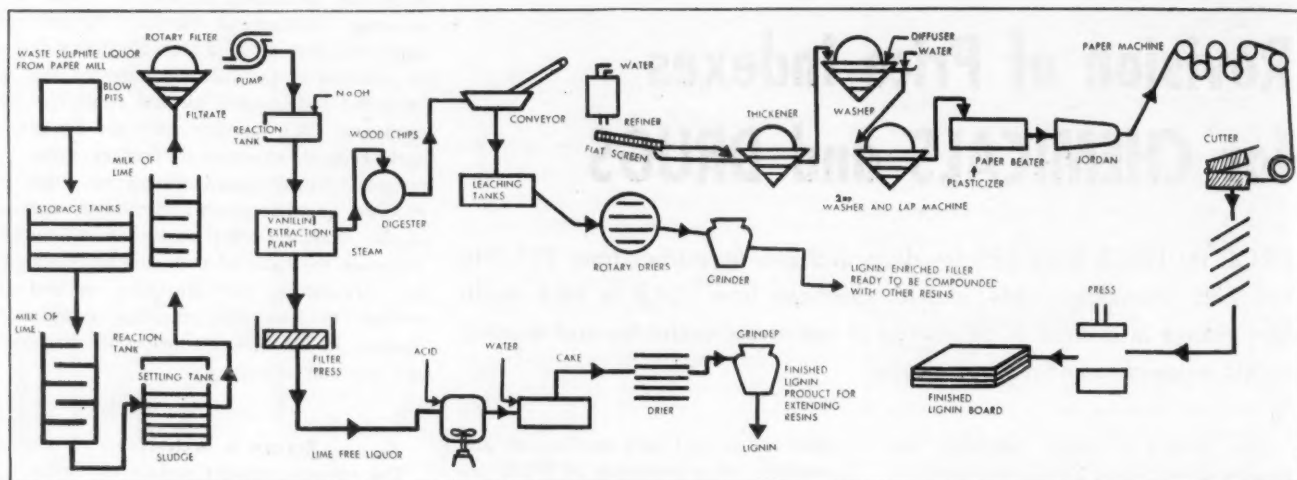 WASTE SULPHITE LIQUOR
FROM PAPER MILL
BLOW
PITS
STORAGE TANKS
MILK OF
LIME
REACTION
TANK
SETTLING TANK
SLUDGE
MILK OF
LIME
ROTARY FILTER
FILTRATE
PUMP
NaOH
REACTION
TANK
VANILLIN
EXTRACTION
PLANT
STEAM
WOOD CHIPS
DIGESTER
CONVEYOR
LEACHING
TANKS
ROTARY DRIERS
GRINDER
LIGNIN ENRICHED FILLER
READY TO BE COMPOUNDED
WITH OTHER RESINS
FILTER
PRESS
LIME FREE LIQUOR
ACID
WATER
CAKE
DRIER
GRINDER
FINISHED
LIGNIN
PRODUCT FOR
EXTENDING
RESINS
LIGNIN
WATER
REFINER
FLAT SCREEN
THICKENER
DIFFUSER
WATER
WASHER
2ND
WASHER AND LAP MACHINE
PAPER BEATER
PLASTICIZER
JORDAN
PAPER MACHINE
CUTTER
PRESS
FINISHED
LIGNIN BOARD